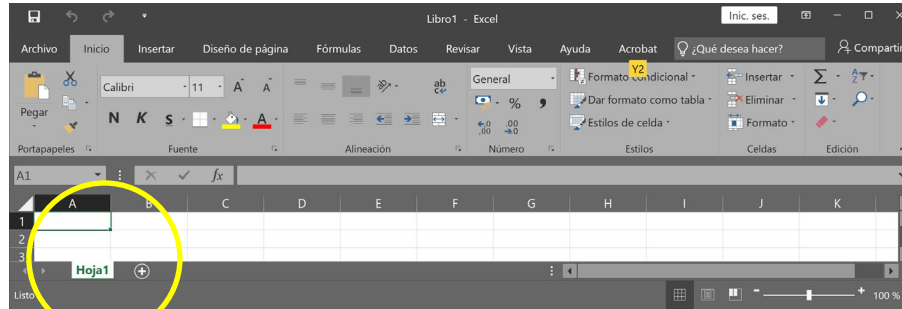 Libro1 - Excel
Inic. ses.
Archivo Inicio Insertar Diseño de página Fórmulas Datos Revisar Vista Ayuda Acrobat ¿Qué desea hacer? Compartir
Y2
Pegar
Calibri 11 A A
General
Formato condicional
Insertar
N K S A
% 000
Dar formato como tabla
Eliminar
Estilos de celda
Formato
Portapapeles Fuente Alineación Número Estilos Celdas Edición
A1 fx
A B C D E F G H I J K
1
2
3
Hoja1
Listo 100 %